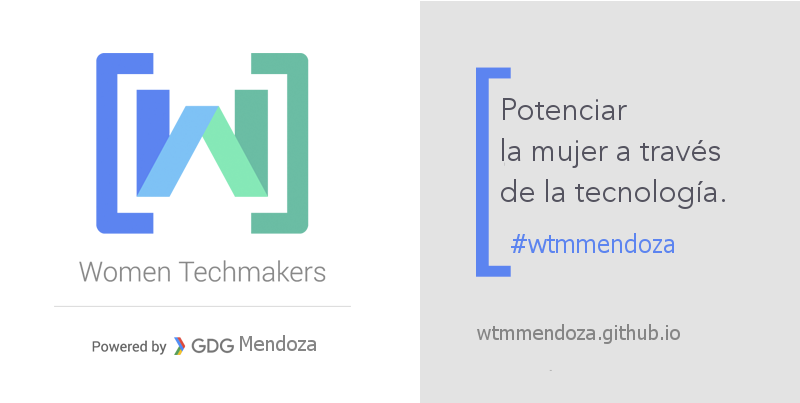 Women Techmakers
Powered by GDG Mendoza
Potenciar
la mujer a través
de la tecnología.
#wtmmendoza
wtmmendoza.github.io